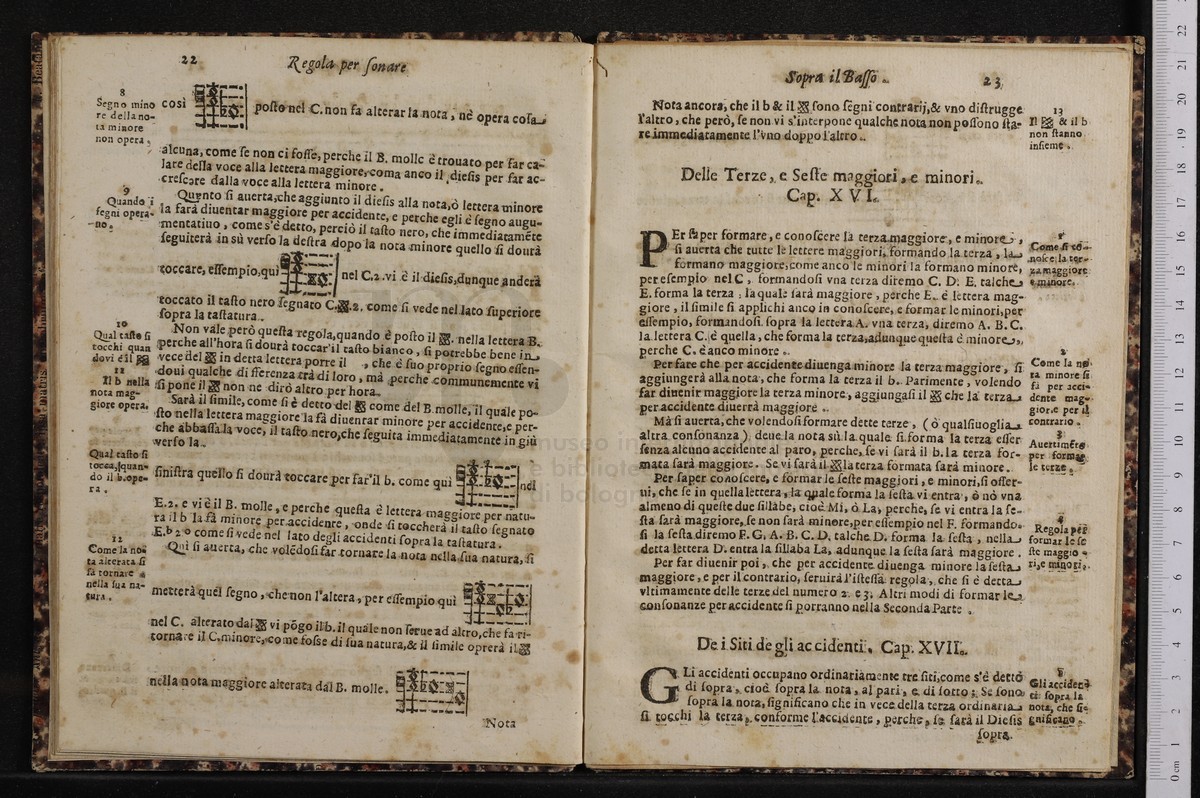 22
Regola per ſonare
8
Segno mino
re della no-
ta minore
non opera.
così poſto nel C. non fa alterar la nota, nè opera coſa
alcuna, come ſe non ci foſſe, perche il B. molle è trouato per far ca-
lare della voce alla lettera maggiore, coma anco il dieſis per far ac-
creſcere dalla voce alla lettera minore.
9
Quando i
ſegni opera-
no.
Quanto ſi auerta, che aggiunto il dieſis alla nota, ò lettera minore
la farà diuentar maggiore per accidente, e perche egli è ſegno augu-
mentatiuo, come s'è detto, perciò il taſto nero, che immediatamẽte
ſeguiterà in sù verſo la deſtra dopo la nota minore quello ſi dourà
toccare, eſſempio, qui nel C.2. vi è il dieſis, dunque anderà
toccato il taſto nero ſegnato C.※.2. come ſi vede nel lato ſuperiore
ſopra la taſtatura.
10
Qual taſto ſi
tocchi quan
dovi è il ※
Non vale però queſta regola, quando è poſto il ※. nella lettera B.
perche all'hora ſi dourà toccar'il taſto bianco, ſi potrebbe bene in
vece del ※ in detta lettera porre il , che è ſuo proprio ſegno eſſen-
doui qualche differenza trà di loro, mà perche communemente vi
ſi pone il ※ non ne dirò altro per hora.
11
Il b nella
nota mag-
giore opera.
Sarà il ſimile, come ſi è detto del ※ come del B. molle, il quale po-
ſto nella lettera maggiore la fà diuenrar minore per accidente, e per-
che abbaſſa la voce, il taſto nero, che ſeguita immediatamente in giù
verſo la
Qual taſto ſi
tocca, quan-
do il b. ope-
ra.
ſiniſtra quello ſi dourà toccare per far'il b. come qui nel
E.2. e vi è il B. molle, e perche queſta è lettera maggiore per natu-
ra il b la fà minore per accidente, onde ſi toccherà il taſto ſegnato
E.b 2 o come ſi vede nel lato degli accidenti ſopra la taſtatura.
12
Come la no-
ta alterata ſi
fa tornare
nella ſua na-
tura.
Quì ſi auerta, che volẽdoſi far tornare la nota nella ſua natura, ſi
metterà quel ſegno, che non l'altera, per eſſempio quì
nel C. alterato dal ※ vi põgo il b. il quale non ſerue ad altro, che fa ri-
tornare il C. minore, come foſse di ſua natura, & il ſimile oprerà il ※
nella nota maggiore alterata dal B. molle.
Nota
Sopra il Baſſo.
23
Nota ancora, che il b & il ※ ſono ſegni contrarij, & vno diſtrugge
l'altro, che però, ſe non vi s'interpone qualche nota non poſſono ſta-
re immediatamente l'vno doppo l'altro.
13
Il ※ & il b
non ſtanno
inſieme.
Delle Terze, e Seſte maggiori, e minori.
Cap. XVI.
PEr ſaper formare, e conoſcere la terza maggiore, e minore,
ſi auerta che tutte le lettere maggiori, formando la terza, la
formano maggiore, come anco le minori la formano minore,
per eſempio nel C, formandoſi vna terza diremo C. D. E. talche
E. forma la terza, la quale ſarà maggiore, perche E. è lettera mag-
giore, il ſimile ſi applichi anco in conoſcere, e formar le minori, per
eſſempio, formandoſi ſopra la lettera A. vna terza, diremo A. B. C.
la lettera C. è quella, che forma la terza, adunque queſta è minore,
perche C. è anco minore.
1
Come ſi co-
noſce la ter-
za maggiore
e minore.
Per fare che per accidente diuenga minore la terza maggiore, ſi
aggiungerà alla nota, che forma la terza il b. Parimente, volendo
far diuenir maggiore la terza minore, aggiungaſi il ※ che la terza
per accidente diuerrà maggiore.
2
Come la no
ta minore ſi
fà per acci-
dente mag-
giore e per il
contrario.
Mà ſi auerta, che volendoſi formare dette terze, (ò qualſiuoglia
altra conſonanza) deue la nota sù la quale ſi forma la terza eſſer
ſenza alcuno accidente al paro, perche, ſe vi ſarà il b. la terza for-
mata ſarà maggiore. Se vi ſarà il ※ la terza formata ſarà minore.
3
Auertimẽto
per formar
le terze.
Per ſaper conoſcere, e formar le ſeſte maggiori, e minori, ſi oſſer-
ui, che ſe in quella lettera, la quale forma la ſeſta vi entra, ò nò vna
almeno di queſte due ſillabe, cioè Mi, ò La, perche, ſe vi entra la ſe-
ſta ſarà maggiore, ſe non ſarà minore, per eſſempio nel F. formando-
ſi la ſeſta diremo F. G. A. B. C. D. talche D. forma la ſeſta, nella
detta lettera D. entra la ſillaba La, adunque la ſeſta ſarà maggiore.
4
Regola per
formar le ſe
ſte maggio-
ri, e minori.
Per far diuenir poi, che per accidente diuenga minore la ſeſta
maggiore, e per il contrario, ſeruirà l'iſteſſa regola, che ſi è detta
vltimamente delle terze del numero 2. e 3. Altri modi di formar le
conſonanze per accidente ſi porranno nella Seconda Parte.
De i Siti de gli accidenti. Cap. XVII.
GLi accidenti occupano ordinariamente tre ſiti, come s'è detto
di ſopra, cioè ſopra la nota, al pari, e di ſotto; Se ſono
ſopra la nota, ſignificano che in vece della terza ordinaria
ſi tocchi la terza, conforme l'accidente, perche, ſe ſarà il Dieſis
Gli acciden-
ti ſopra la
nota, che ſi-
gnificano.
ſopra